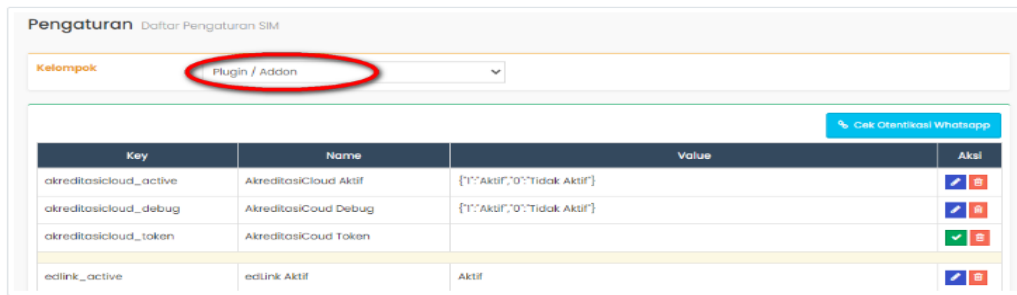 Pengaturan Daftar Pengaturan SIM
Kelompok Plugin / Addon
Cek Otentikasi Whatsapp
Key Name Value Aksi
akreditasicloud_active AkreditasiCloud Aktif {"1":"Aktif","0":"Tidak Aktif"}
akreditasicloud_debug AkreditasiCoud Debug {"1":"Aktif","0":"Tidak Aktif"}
akreditasicloud_token AkreditasiCoud Token
edlink_active edLink Aktif Aktif